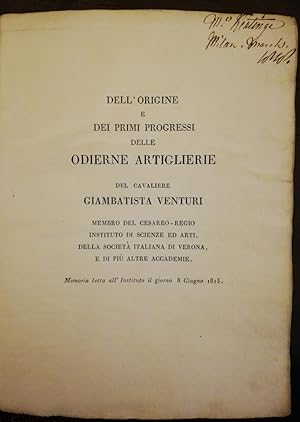 Milan. March.
DELL'ORIGINE
E
DEI PRIMI PROGRESSI
DELLE
ODIERNE ARTIGLIERIE
DEL CAVALIERE
GIAMBATISTA VENTURI
MEMBRO DEL CESAREO-REGIO
INSTITUTO DI SCIENZE ED ARTI,
DELLA SOCIETÀ ITALIANA DI VERONA,
E DI PIÙ ALTRE ACCADEMIE.
Memoria letta all'Instituto il giorno 8 Giugno 1815.